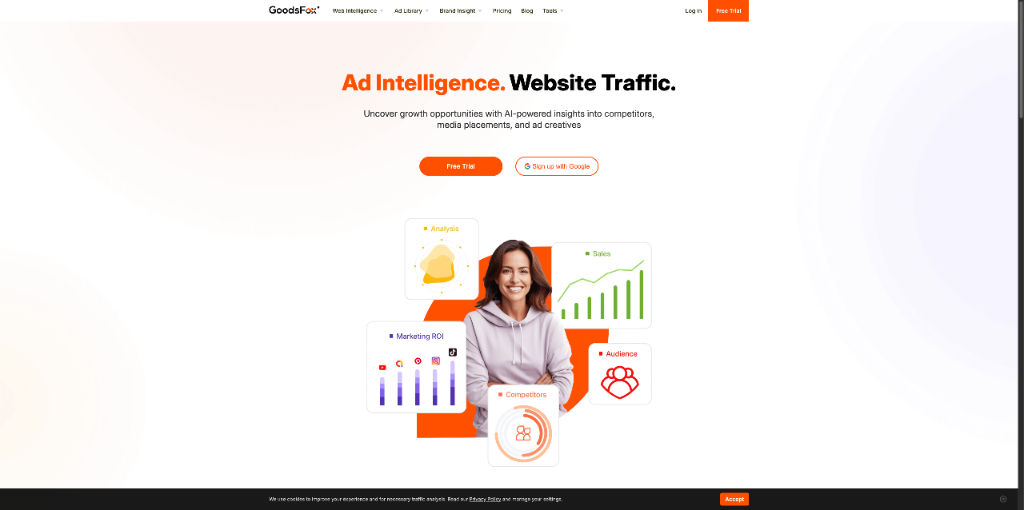 GoodsFox
Web Intelligence Ad Library Brand Insight Pricing Blog Tools Log In Free Trial
Ad Intelligence. Website Traffic.
Uncover growth opportunities with AI-powered insights into competitors,
media placements, and ad creatives
Free Trial Sign up with Google
Analysis
Sales
Marketing ROI
Audience
Competitors
We use cookies to improve your experience and for necessary traffic analysis. Read our Privacy Policy and manage your settings.
Accept